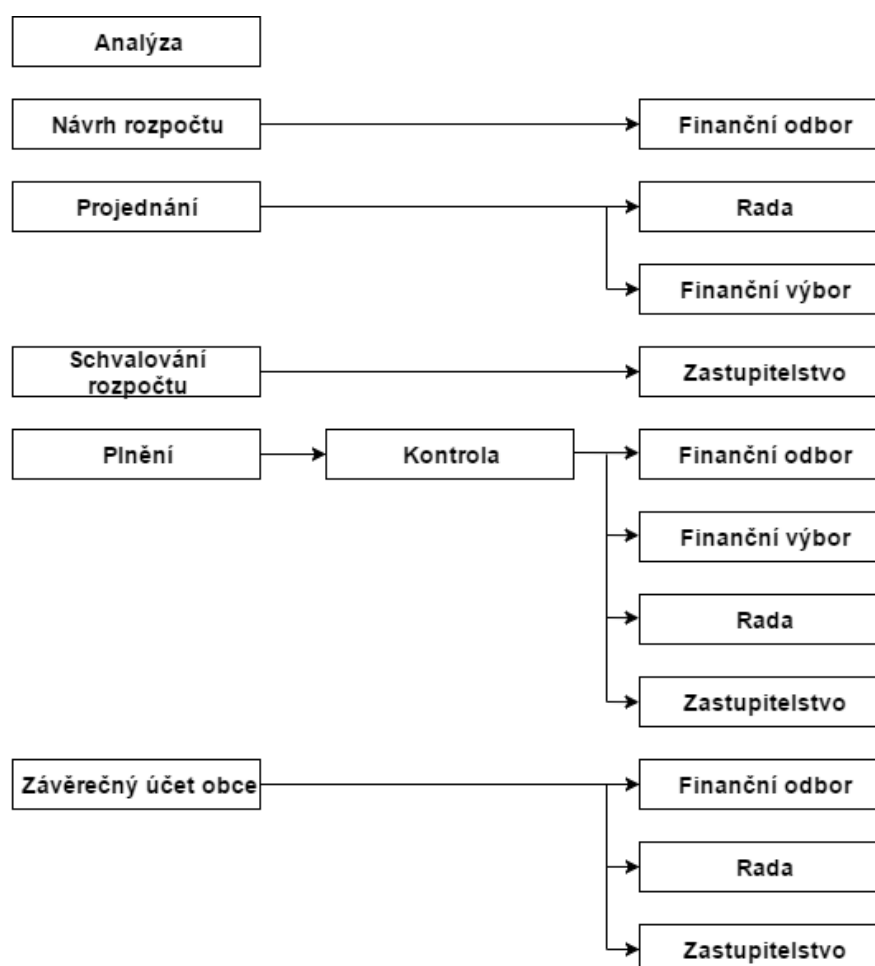 Analýza
Návrh rozpočtu
Finanční odbor
Projednání
Rada
Finanční výbor
Schvalování
rozpočtu
Zastupitelstvo
Plnění
Kontrola
Finanční odbor
Finanční výbor
Rada
Zastupitelstvo
Závěrečný účet obce
Finanční odbor
Rada
Zastupitelstvo